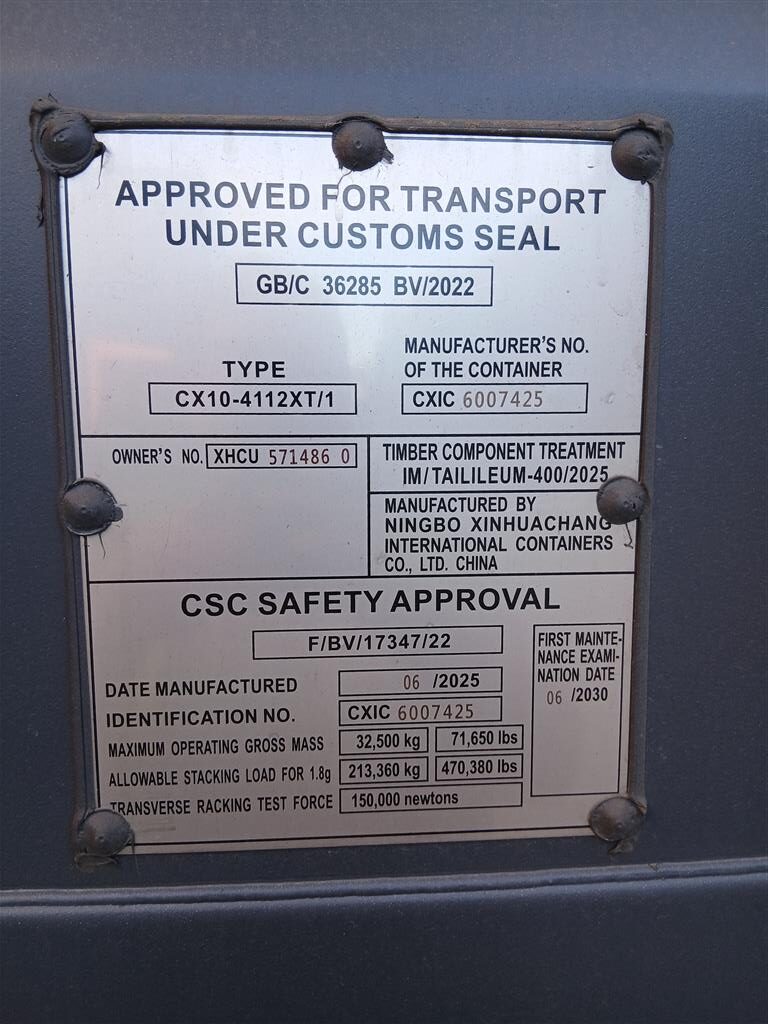 APPROVED FOR TRANSPORT
UNDER CUSTOMS SEAL
GB/C 36285 BV/2022
TYPE
CX10-4112XT/1
MANUFACTURER'S NO.
OF THE CONTAINER
CXIC 6007425
OWNER'S NO. XHCU 571486 0
TIMBER COMPONENT TREATMENT
IM/TAILILEUM-400/2025
MANUFACTURED BY
NINGBO XINHUACHANG
INTERNATIONAL CONTAINERS
CO., LTD. CHINA
CSC SAFETY APPROVAL
F/BV/17347/22
DATE MANUFACTURED 06 /2025
IDENTIFICATION NO. CXIC 6007425
MAXIMUM OPERATING GROSS MASS 32,500 kg 71,650 lbs
ALLOWABLE STACKING LOAD FOR 1.8g 213,360 kg 470,380 lbs
TRANSVERSE RACKING TEST FORCE 150,000 newtons
FIRST MAINTE-
NANCE EXAMI-
NATION DATE
06 /2030